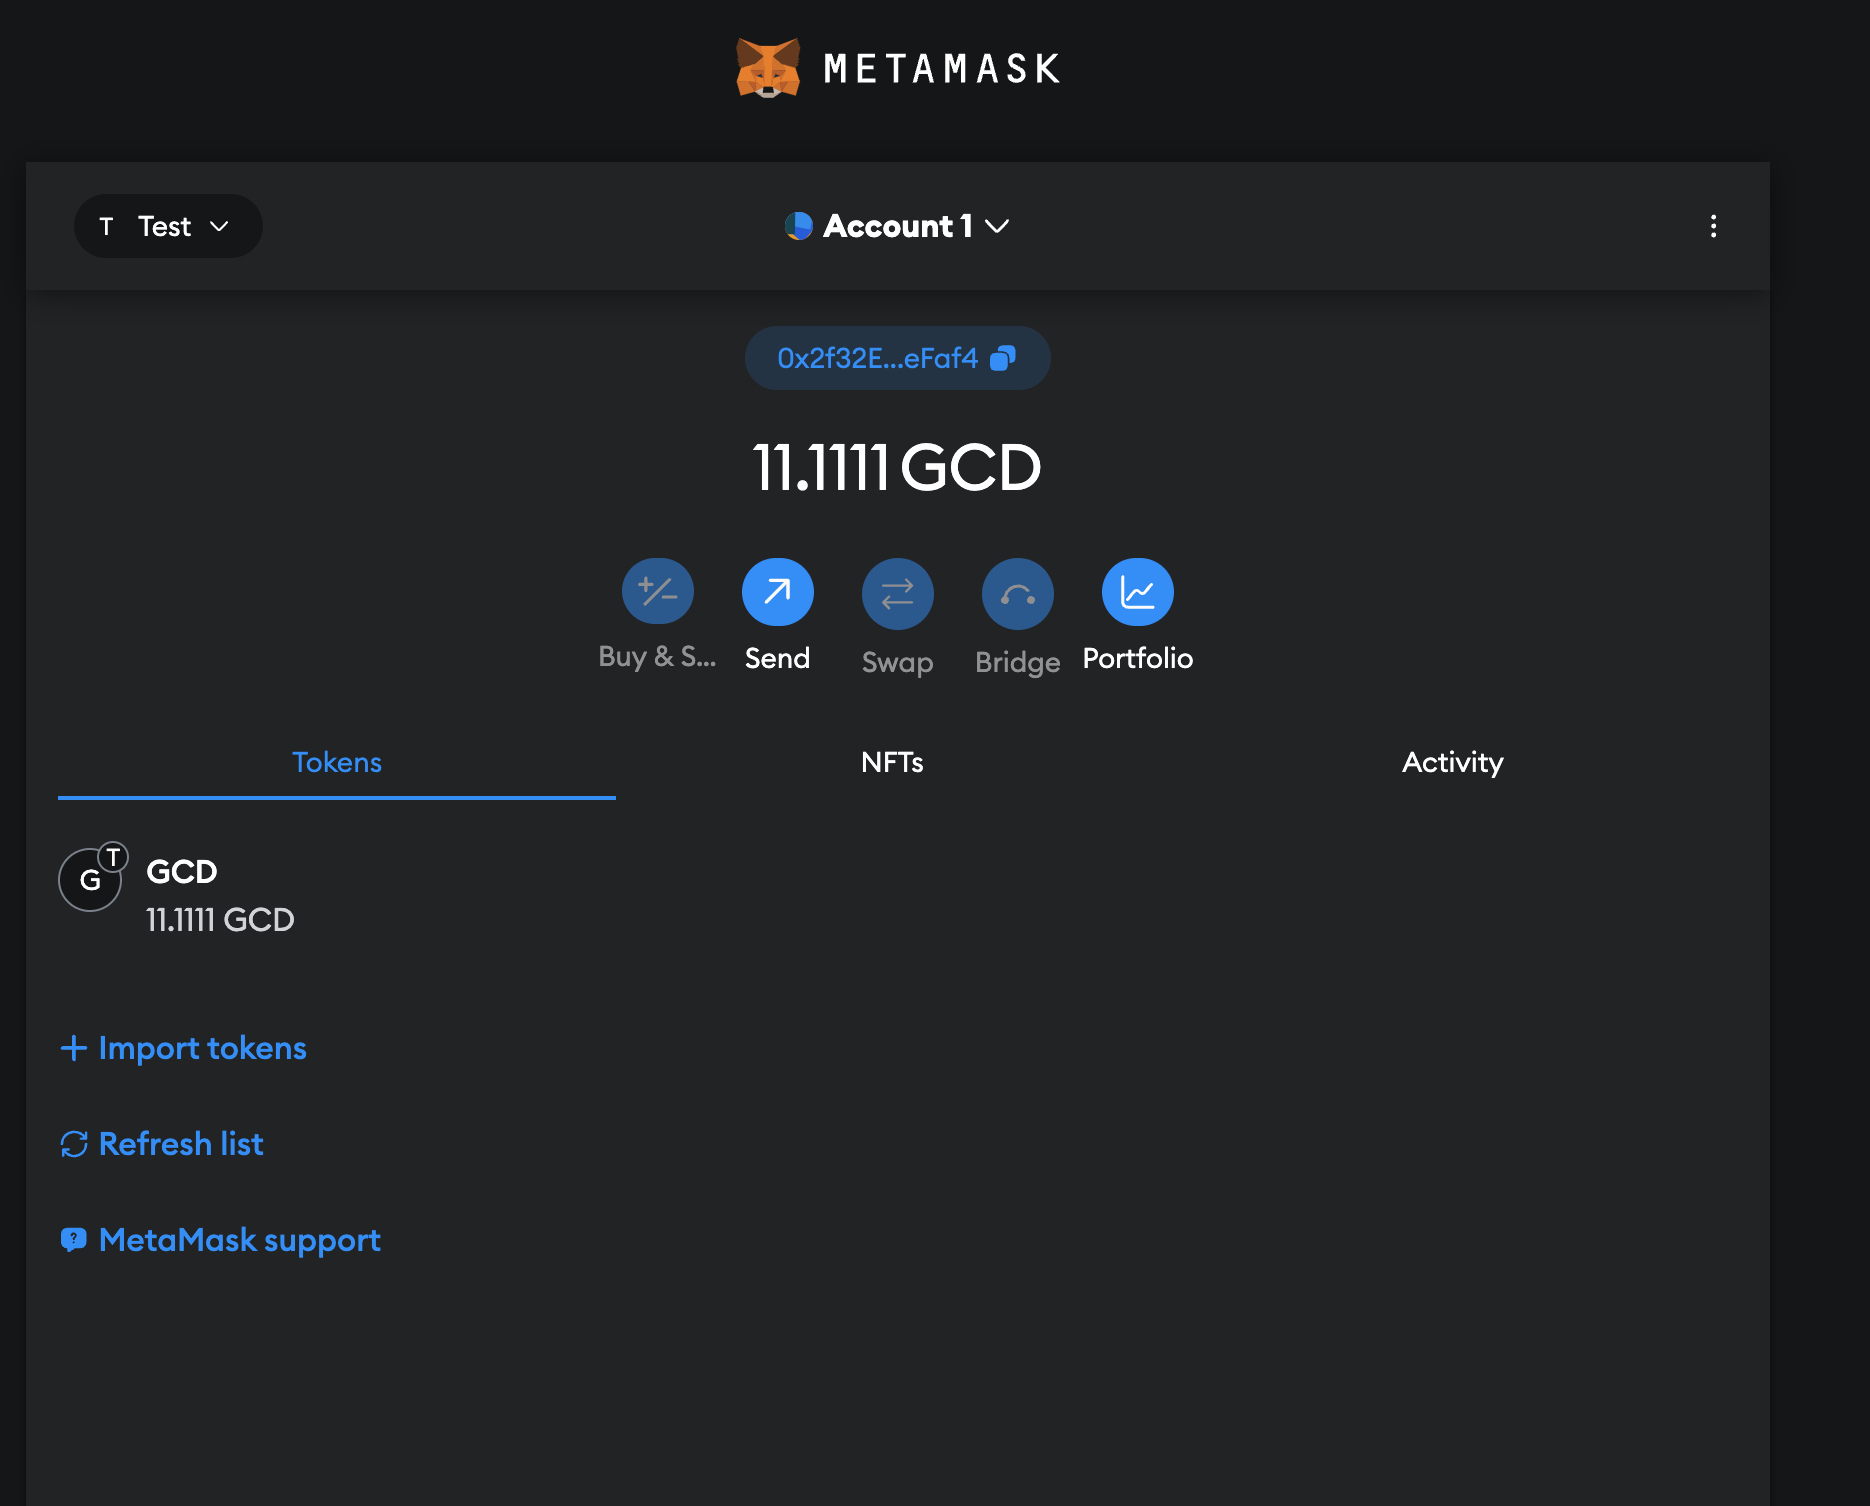 METAMASK
T Test
Account 1
0x2f32E...eFaf4
11.1111 GCD
Buy & S... Send Swap Bridge Portfolio
Tokens NFTs Activity
G T GCD
11.1111 GCD
+ Import tokens
Refresh list
? MetaMask support